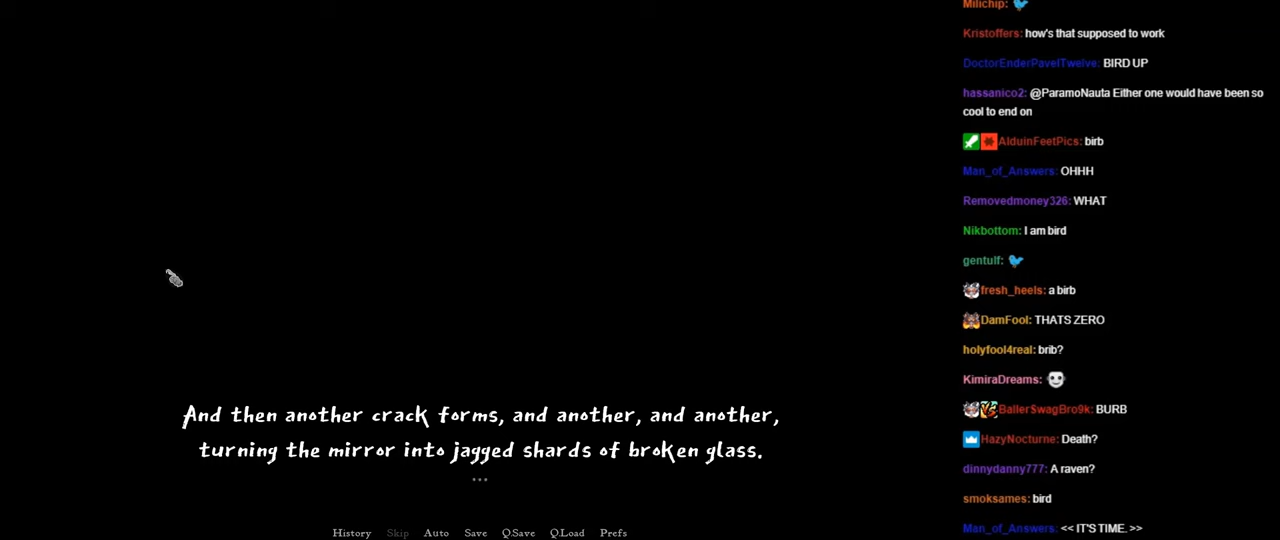 Milichip:
Kristoffers: how's that supposed to work
DoctorEnderPavelTwelve: BIRD UP
hassanico2: @ParamoNauta Either one would have been so
cool to end on
AlduinFeetPics: birb
Man_of_Answers: OHHH
Removedmoney326: WHAT
Nikbottom: I am bird
gentulf:
fresh_heels: a birb
DamFool: THATS ZERO
holyfool4real: brib?
KimiraDreams:
BallerSwagBro9k: BURB
HazyNocturne: Death?
dinnydanny777: A raven?
smoksames: bird
Man_of_Answers: << IT'S TIME. >>
And then another crack forms, and another, and another,
turning the mirror into jagged shards of broken glass.
...
History Skip Auto Save Q.Save Q.Load Prefs